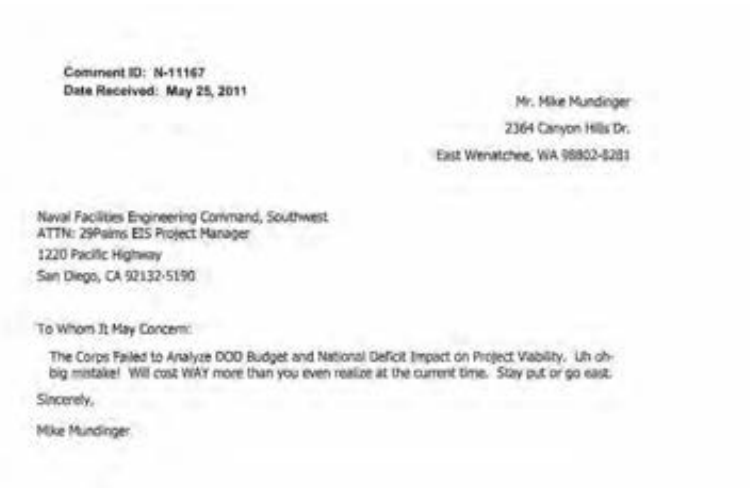 Comment ID: N-11167
Date Received: May 25, 2011
Mr. Mike Mundinger
2364 Canyon Hills Dr.
East Wenatchee, WA 98802-8281
Naval Facilities Engineering Command, Southwest
ATTN: 29Palms EIS Project Manager
1220 Pacific Highway
San Diego, CA 92132-5190
To Whom It May Concern:
The Corps Failed to Analyze DOD Budget and National Deficit Impact on Project Viability. Uh oh-
big mistake! Will cost WAY more than you even realize at the current time. Stay put or go east.
Sincerely,
Mike Mundinger